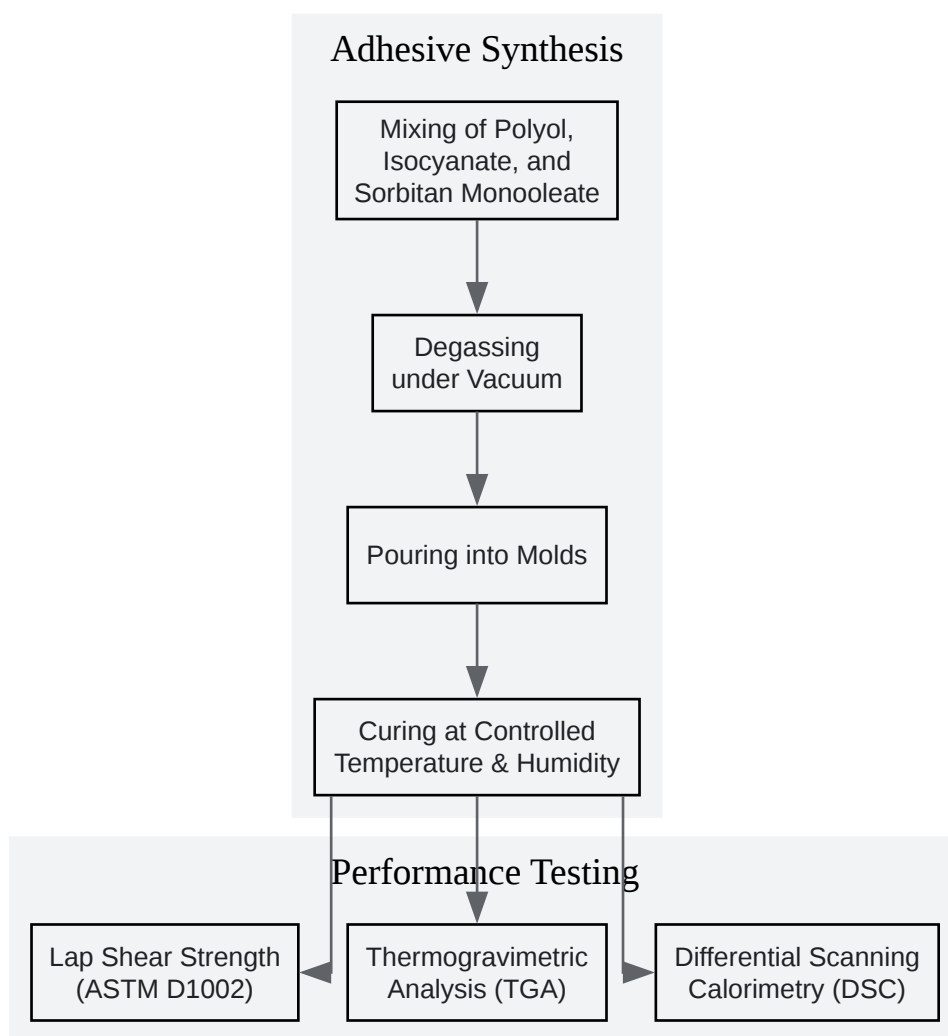 Adhesive Synthesis
Mixing of Polyol,
Isocyanate, and
Sorbitan Monooleate
Degassing
under Vacuum
Pouring into Molds
Curing at Controlled
Temperature & Humidity
Performance Testing
Lap Shear Strength
(ASTM D1002)
Thermogravimetric
Analysis (TGA)
Differential Scanning
Calorimetry (DSC)